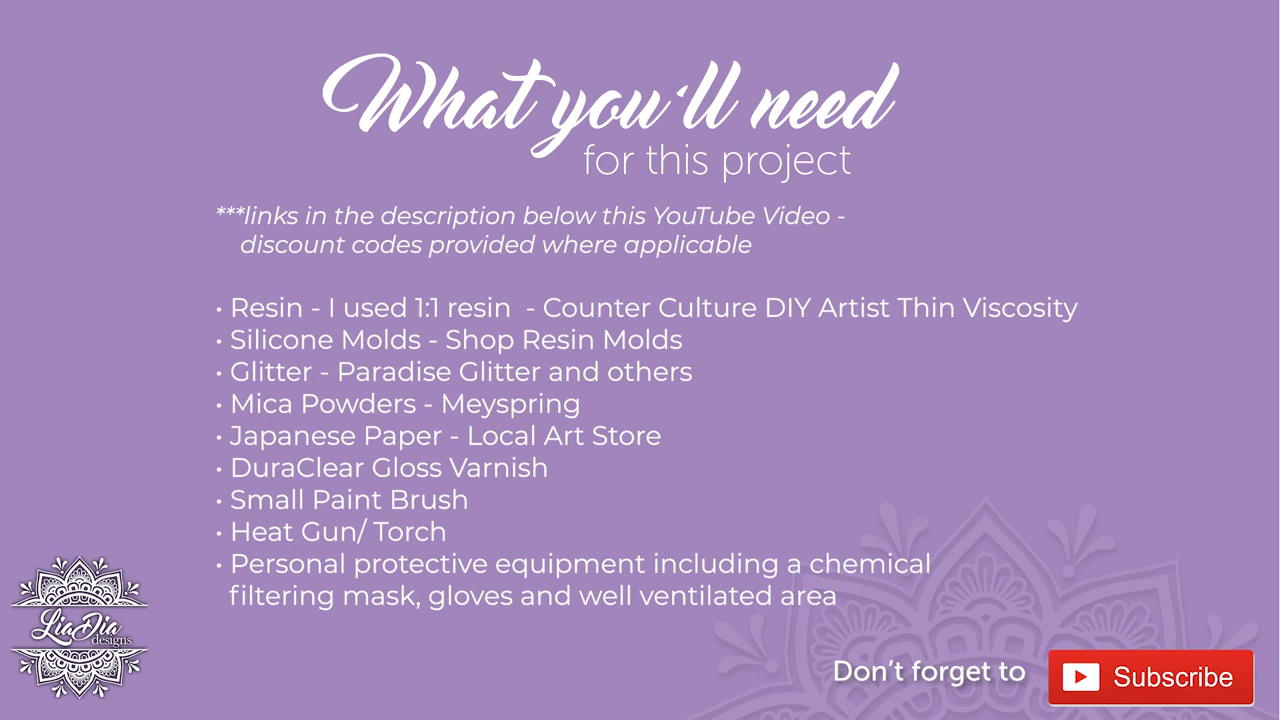 What you'll need
for this project
***links in the description below this YouTube Video -
discount codes provided where applicable
• Resin - I used 1:1 resin  - Counter Culture DIY Artist Thin Viscosity
• Silicone Molds - Shop Resin Molds
• Glitter - Paradise Glitter and others
• Mica Powders - Meyspring
• Japanese Paper - Local Art Store
• DuraClear Gloss Varnish
• Small Paint Brush
• Heat Gun/ Torch
• Personal protective equipment including a chemical
filtering mask, gloves and well ventilated area
LiaDia
designs
Don't forget to
Subscribe